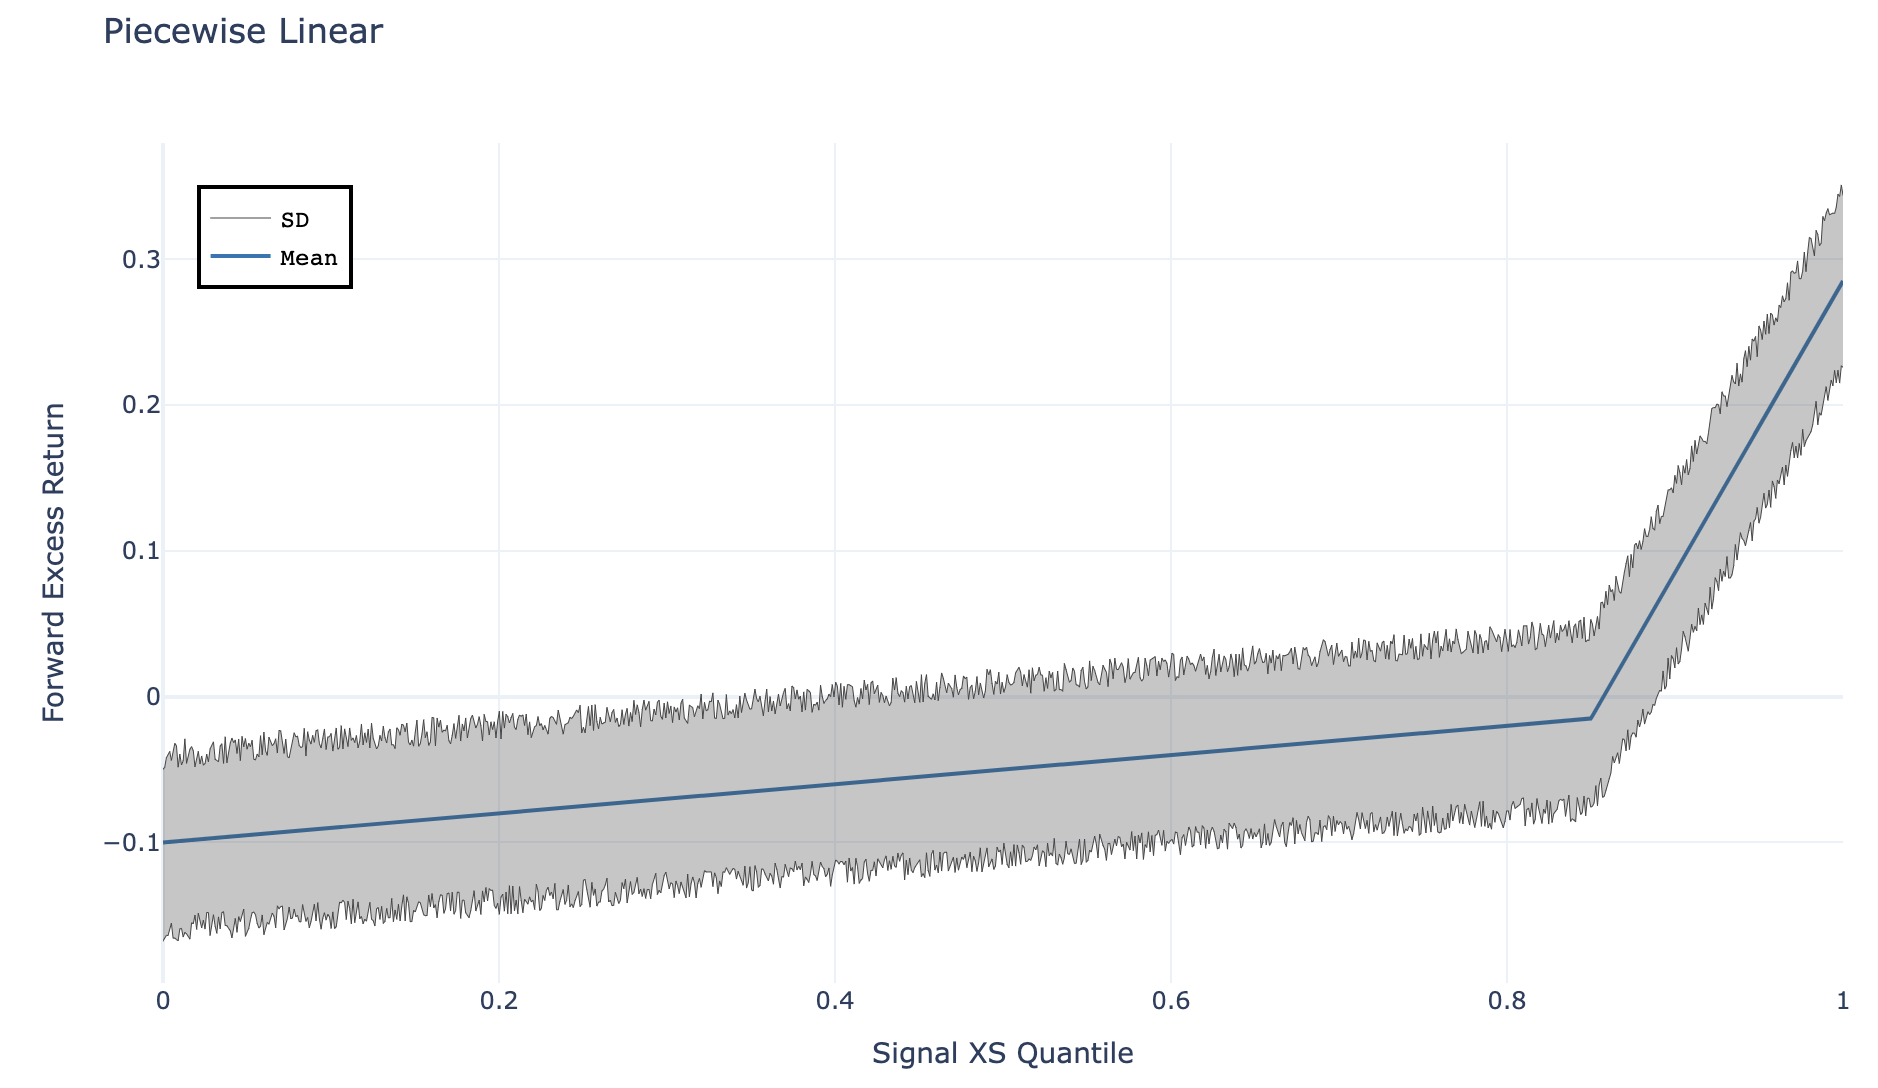 Piecewise Linear
SD
Mean
0.3
0.2
0.1
0
−0.1
Forward Excess Return
0
0.2
0.4
0.6
0.8
1
Signal XS Quantile